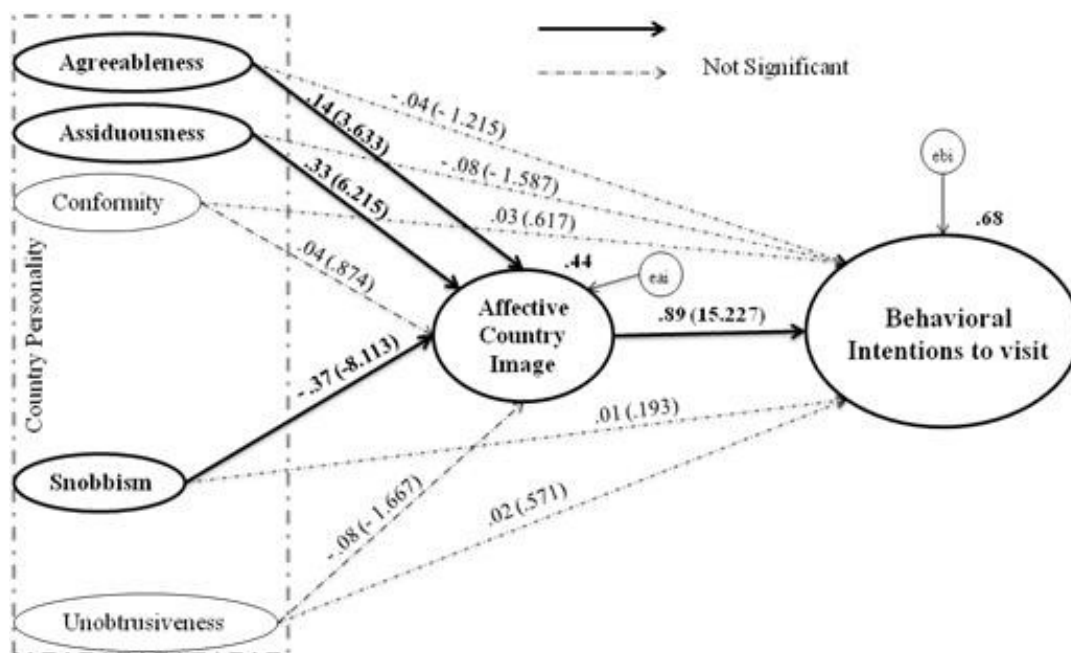 Agreeableness
Assiduousness
Conformity
Country Personality
Snobbism
Unobtrusiveness
Not Significant
.14 (3.633)
- .04 (- 1.215)
.33 (6.215)
- .08 (- 1.587)
.03 (.617)
.04 (.874)
- .37 (-8.113)
.01 (.193)
- .08 (- 1.667)
.02 (.571)
.44
eai
Affective
Country
Image
.89 (15.227)
ebi
.68
Behavioral
Intentions to visit